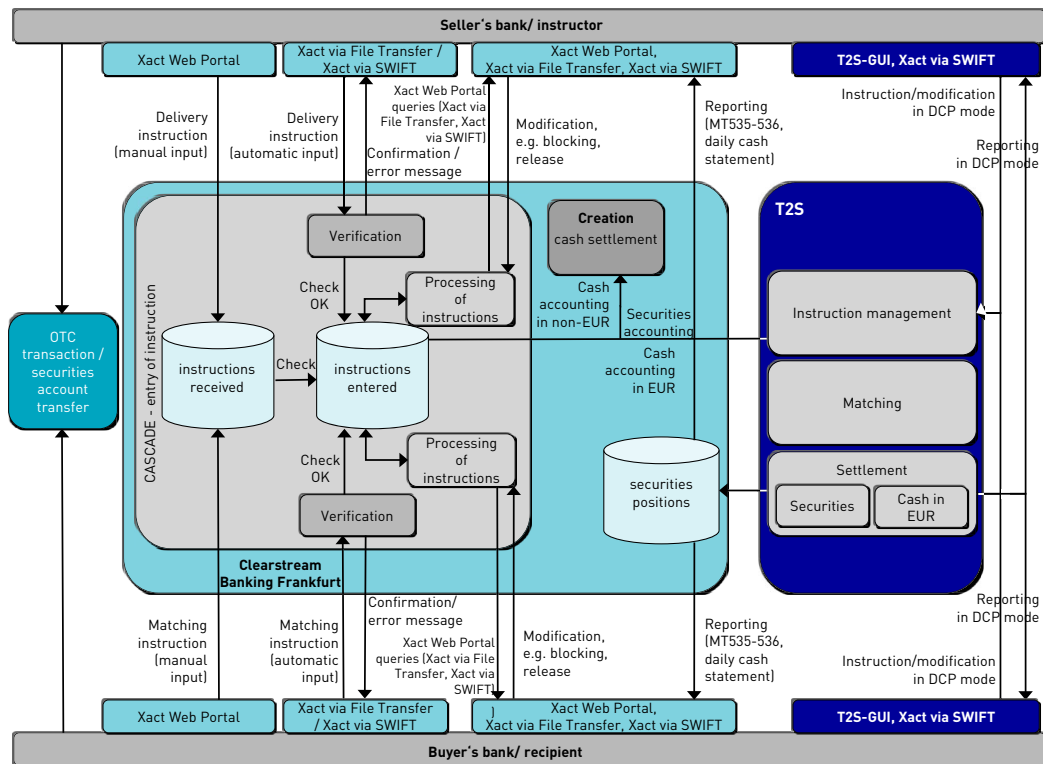 Seller‘s bank/ instructor
Xact Web Portal
Xact via File Transfer /
Xact via SWIFT
Xact Web Portal,
Xact via File Transfer, Xact via SWIFT
T2S-GUI, Xact via SWIFT
Delivery
instruction
(manual input)
Delivery
instruction
(automatic input)
Xact Web Portal
queries (Xact via
File Transfer, Xact
via SWIFT)
Confirmation /
error message
Modification,
e.g. blocking,
release
Reporting
(MT535-536,
daily cash
statement)
Instruction/modification
in DCP mode
Reporting
in DCP mode
OTC
transaction /
securities
account
transfer
CASCADE - entry of instruction
Verification
Check
OK
Processing
of
instructions
instructions
received
Check
instructions
entered
Check
OK
Processing
of
instructions
Verification
Clearstream
Banking Frankfurt
Creation
cash settlement
Cash
accounting
in non-EUR
Securities
accounting
Cash
accounting
in EUR
securities
positions
T2S
Instruction management
Matching
Settlement
Securities
Cash in
EUR
Matching
instruction
(manual
input)
Matching
instruction
(automatic
input)
Confirmation/
error message
Xact Web Portal
queries (Xact via File
Transfer, Xact via
SWIFT)
)
Modification,
e.g. blocking,
release
Reporting
(MT535-536,
daily cash
statement)
Reporting
in DCP mode
Instruction/modification
in DCP mode
Xact Web Portal
Xact via File Transfer
/ Xact via SWIFT
Xact Web Portal,
Xact via File Transfer, Xact via SWIFT
T2S-GUI, Xact via SWIFT
Buyer‘s bank/ recipient